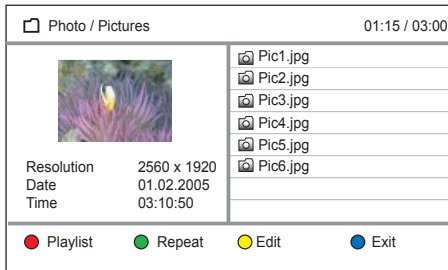 Photo / Pictures 01:15 / 03:00
Pic1.jpg
Pic2.jpg
Pic3.jpg
Pic4.jpg
Pic5.jpg
Pic6.jpg
Resolution 2560 x 1920
Date 01.02.2005
Time 03:10:50
Playlist Repeat Edit Exit